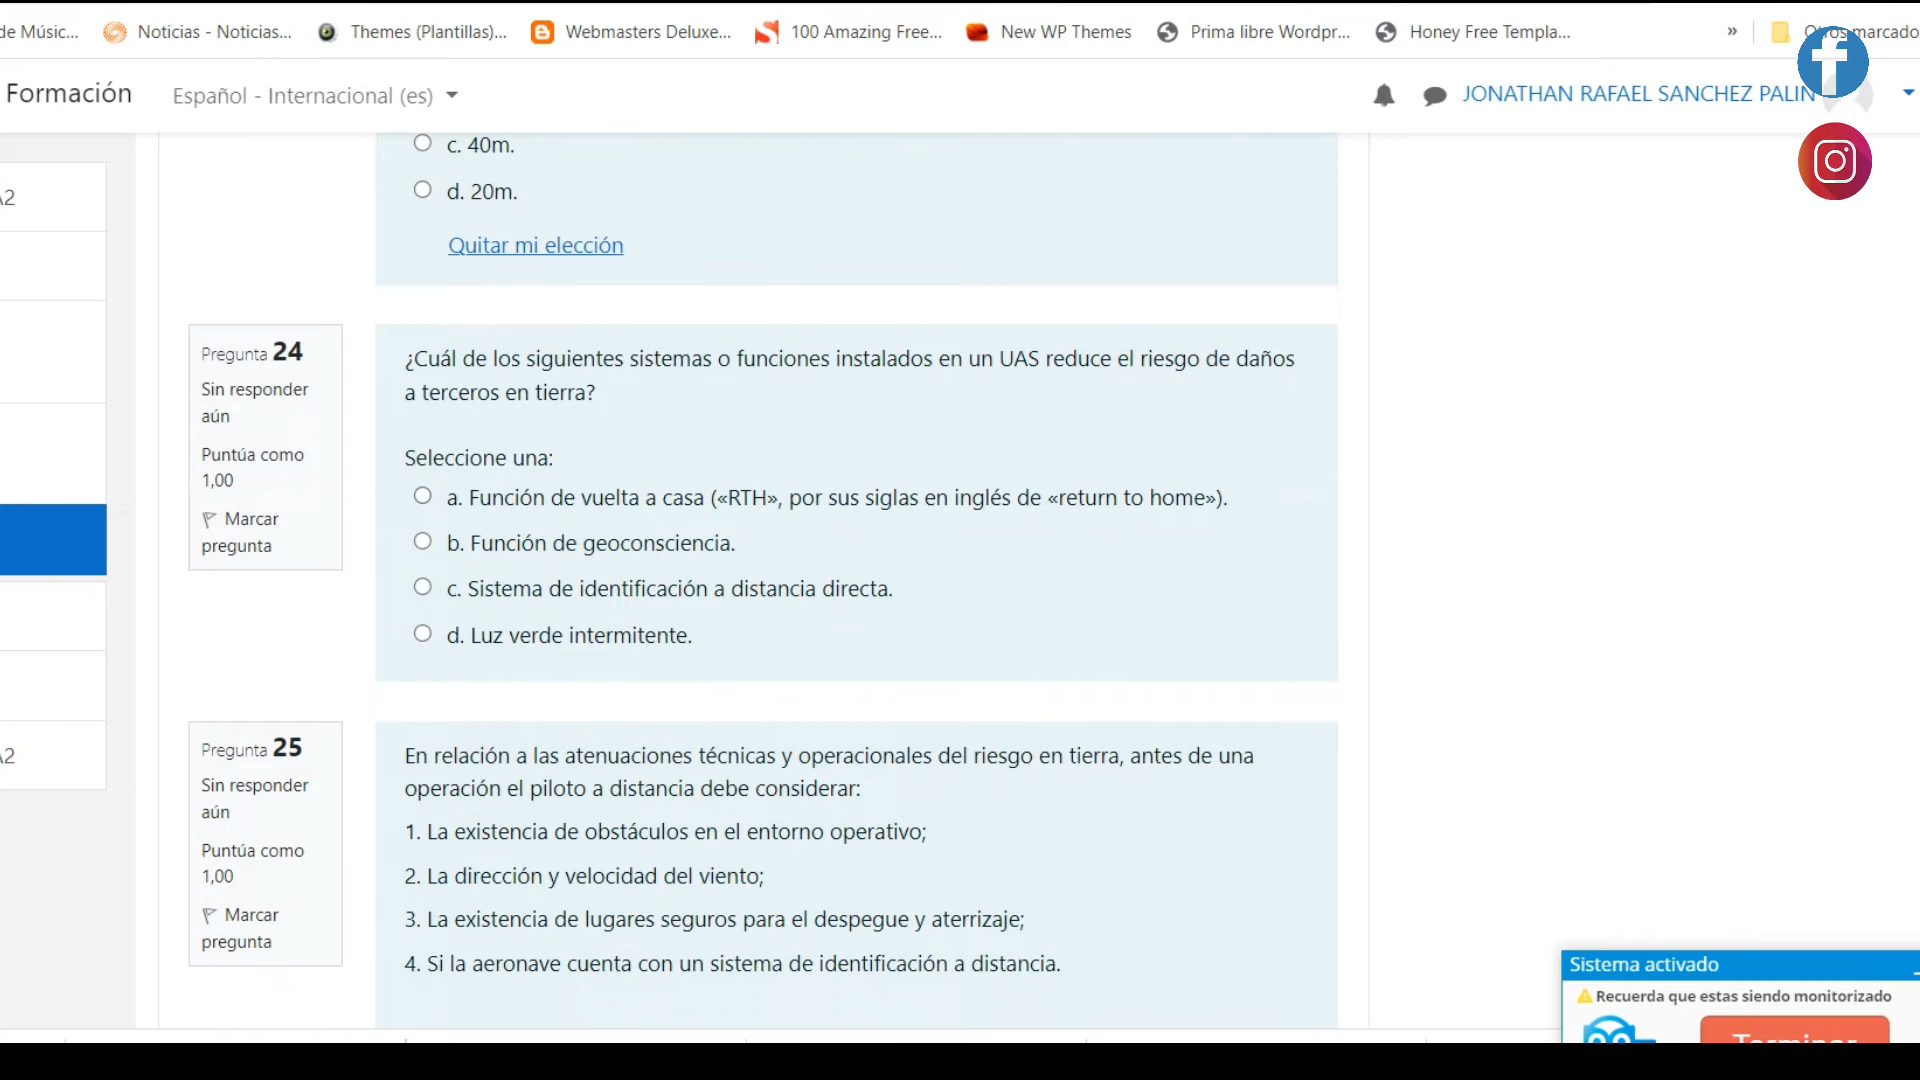 de Músic...
Noticias - Noticias...
Themes (Plantillas)...
Webmasters Deluxe...
100 Amazing Free...
New WP Themes
Prima libre Wordpr...
Honey Free Templa...
»
Otros marcado
Formación
Español - Internacional (es)
JONATHAN RAFAEL SANCHEZ PALIN
A2
c. 40m.
d. 20m.
Quitar mi elección
Pregunta 24
Sin responder
aún
Puntúa como
1,00
Marcar
pregunta
¿Cuál de los siguientes sistemas o funciones instalados en un UAS reduce el riesgo de daños
a terceros en tierra?
Seleccione una:
a. Función de vuelta a casa («RTH», por sus siglas en inglés de «return to home»).
b. Función de geoconsciencia.
c. Sistema de identificación a distancia directa.
d. Luz verde intermitente.
A2
Pregunta 25
Sin responder
aún
Puntúa como
1,00
Marcar
pregunta
En relación a las atenuaciones técnicas y operacionales del riesgo en tierra, antes de una
operación el piloto a distancia debe considerar:
1. La existencia de obstáculos en el entorno operativo;
2. La dirección y velocidad del viento;
3. La existencia de lugares seguros para el despegue y aterrizaje;
4. Si la aeronave cuenta con un sistema de identificación a distancia.
Sistema activado
Recuerda que estas siendo monitorizado
Terminar